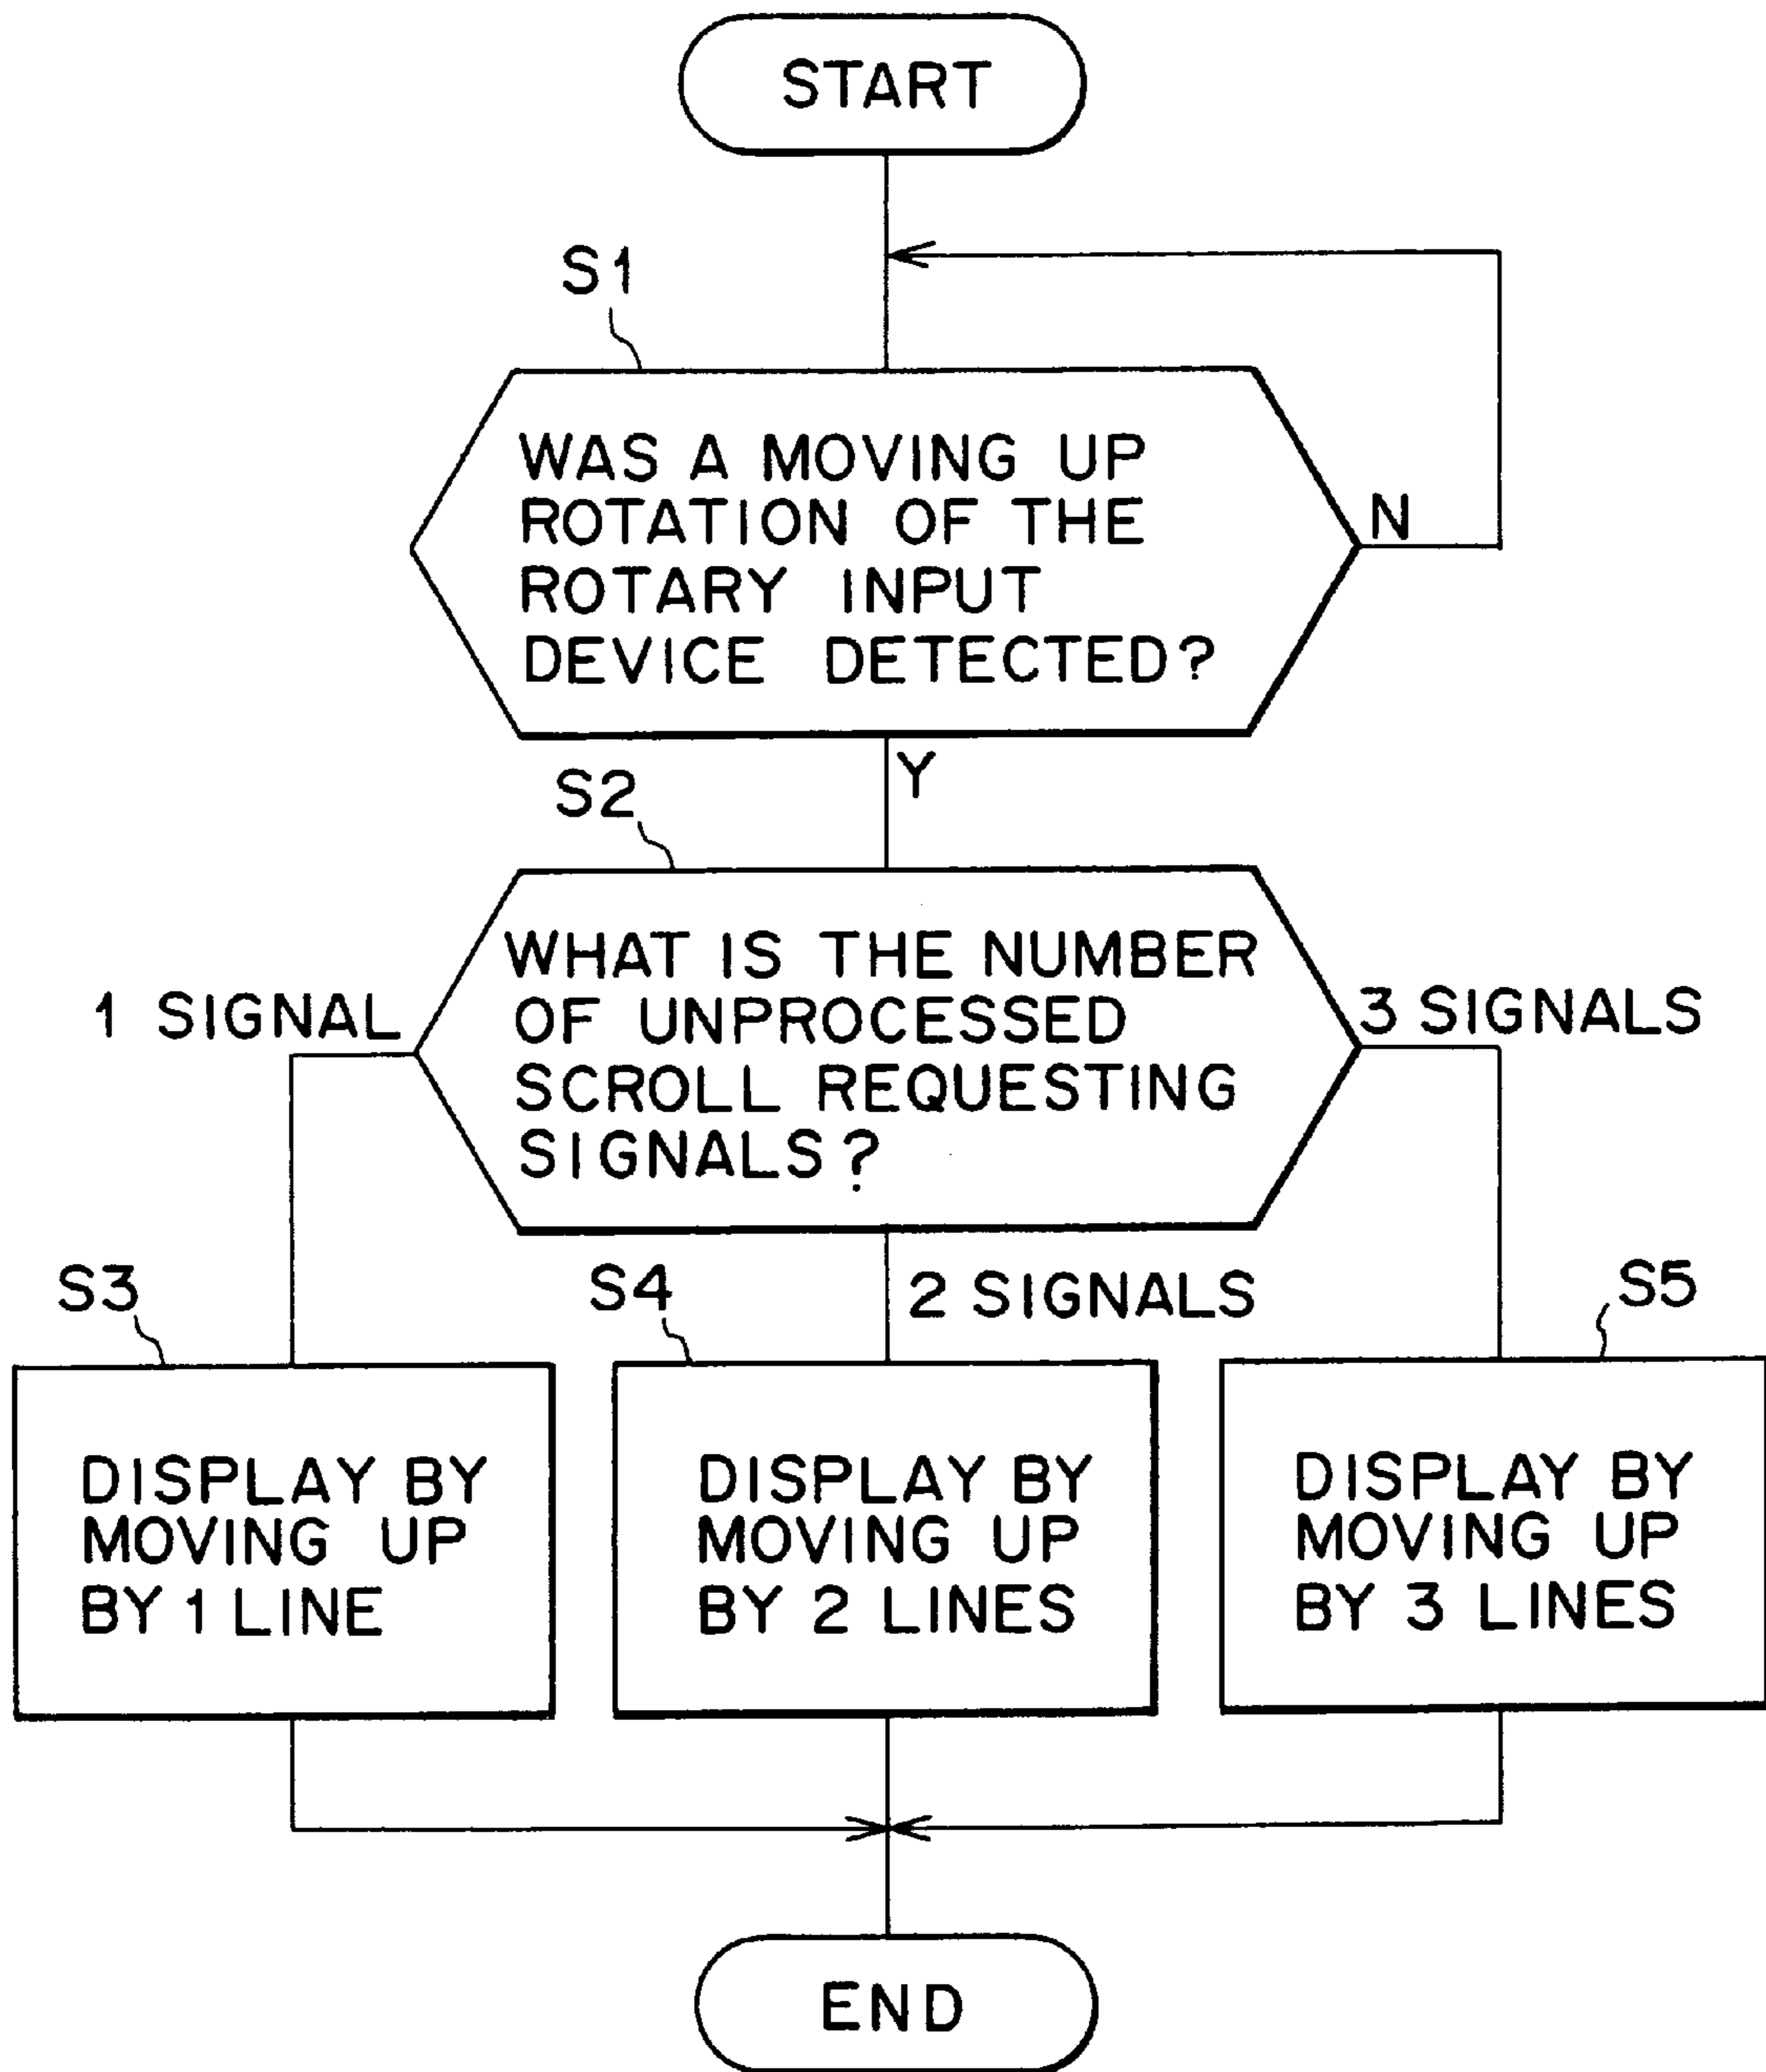 START
S1
WAS A MOVING UP
ROTATION OF THE
ROTARY INPUT
DEVICE DETECTED?
N
Y
S2
WHAT IS THE NUMBER
OF UNPROCESSED
SCROLL REQUESTING
SIGNALS?
1 SIGNAL
3 SIGNALS
2 SIGNALS
S3
DISPLAY BY
MOVING UP
BY 1 LINE
S4
DISPLAY BY
MOVING UP
BY 2 LINES
S5
DISPLAY BY
MOVING UP
BY 3 LINES
END